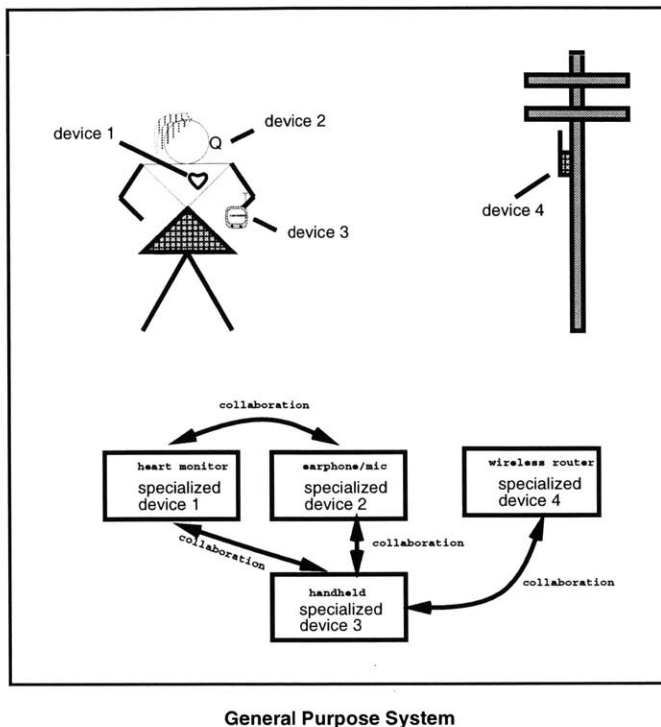 device 1
Q
device 2
device 3
device 4
collaboration
heart monitor
specialized
device 1
earphone/mic
specialized
device 2
wireless router
specialized
device 4
collaboration
collaboration
collaboration
handheld
specialized
device 3
General Purpose System